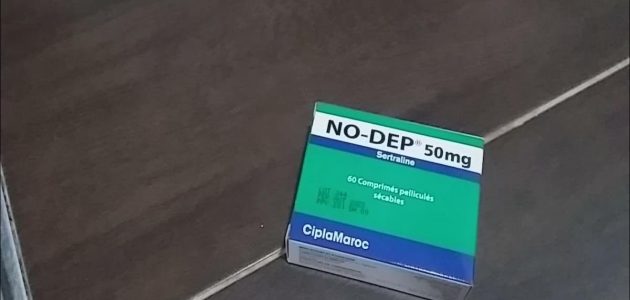 NO-DEP® 50mg
Sertraline
60 Comprimés pelliculés
sécables
CiplaMaroc